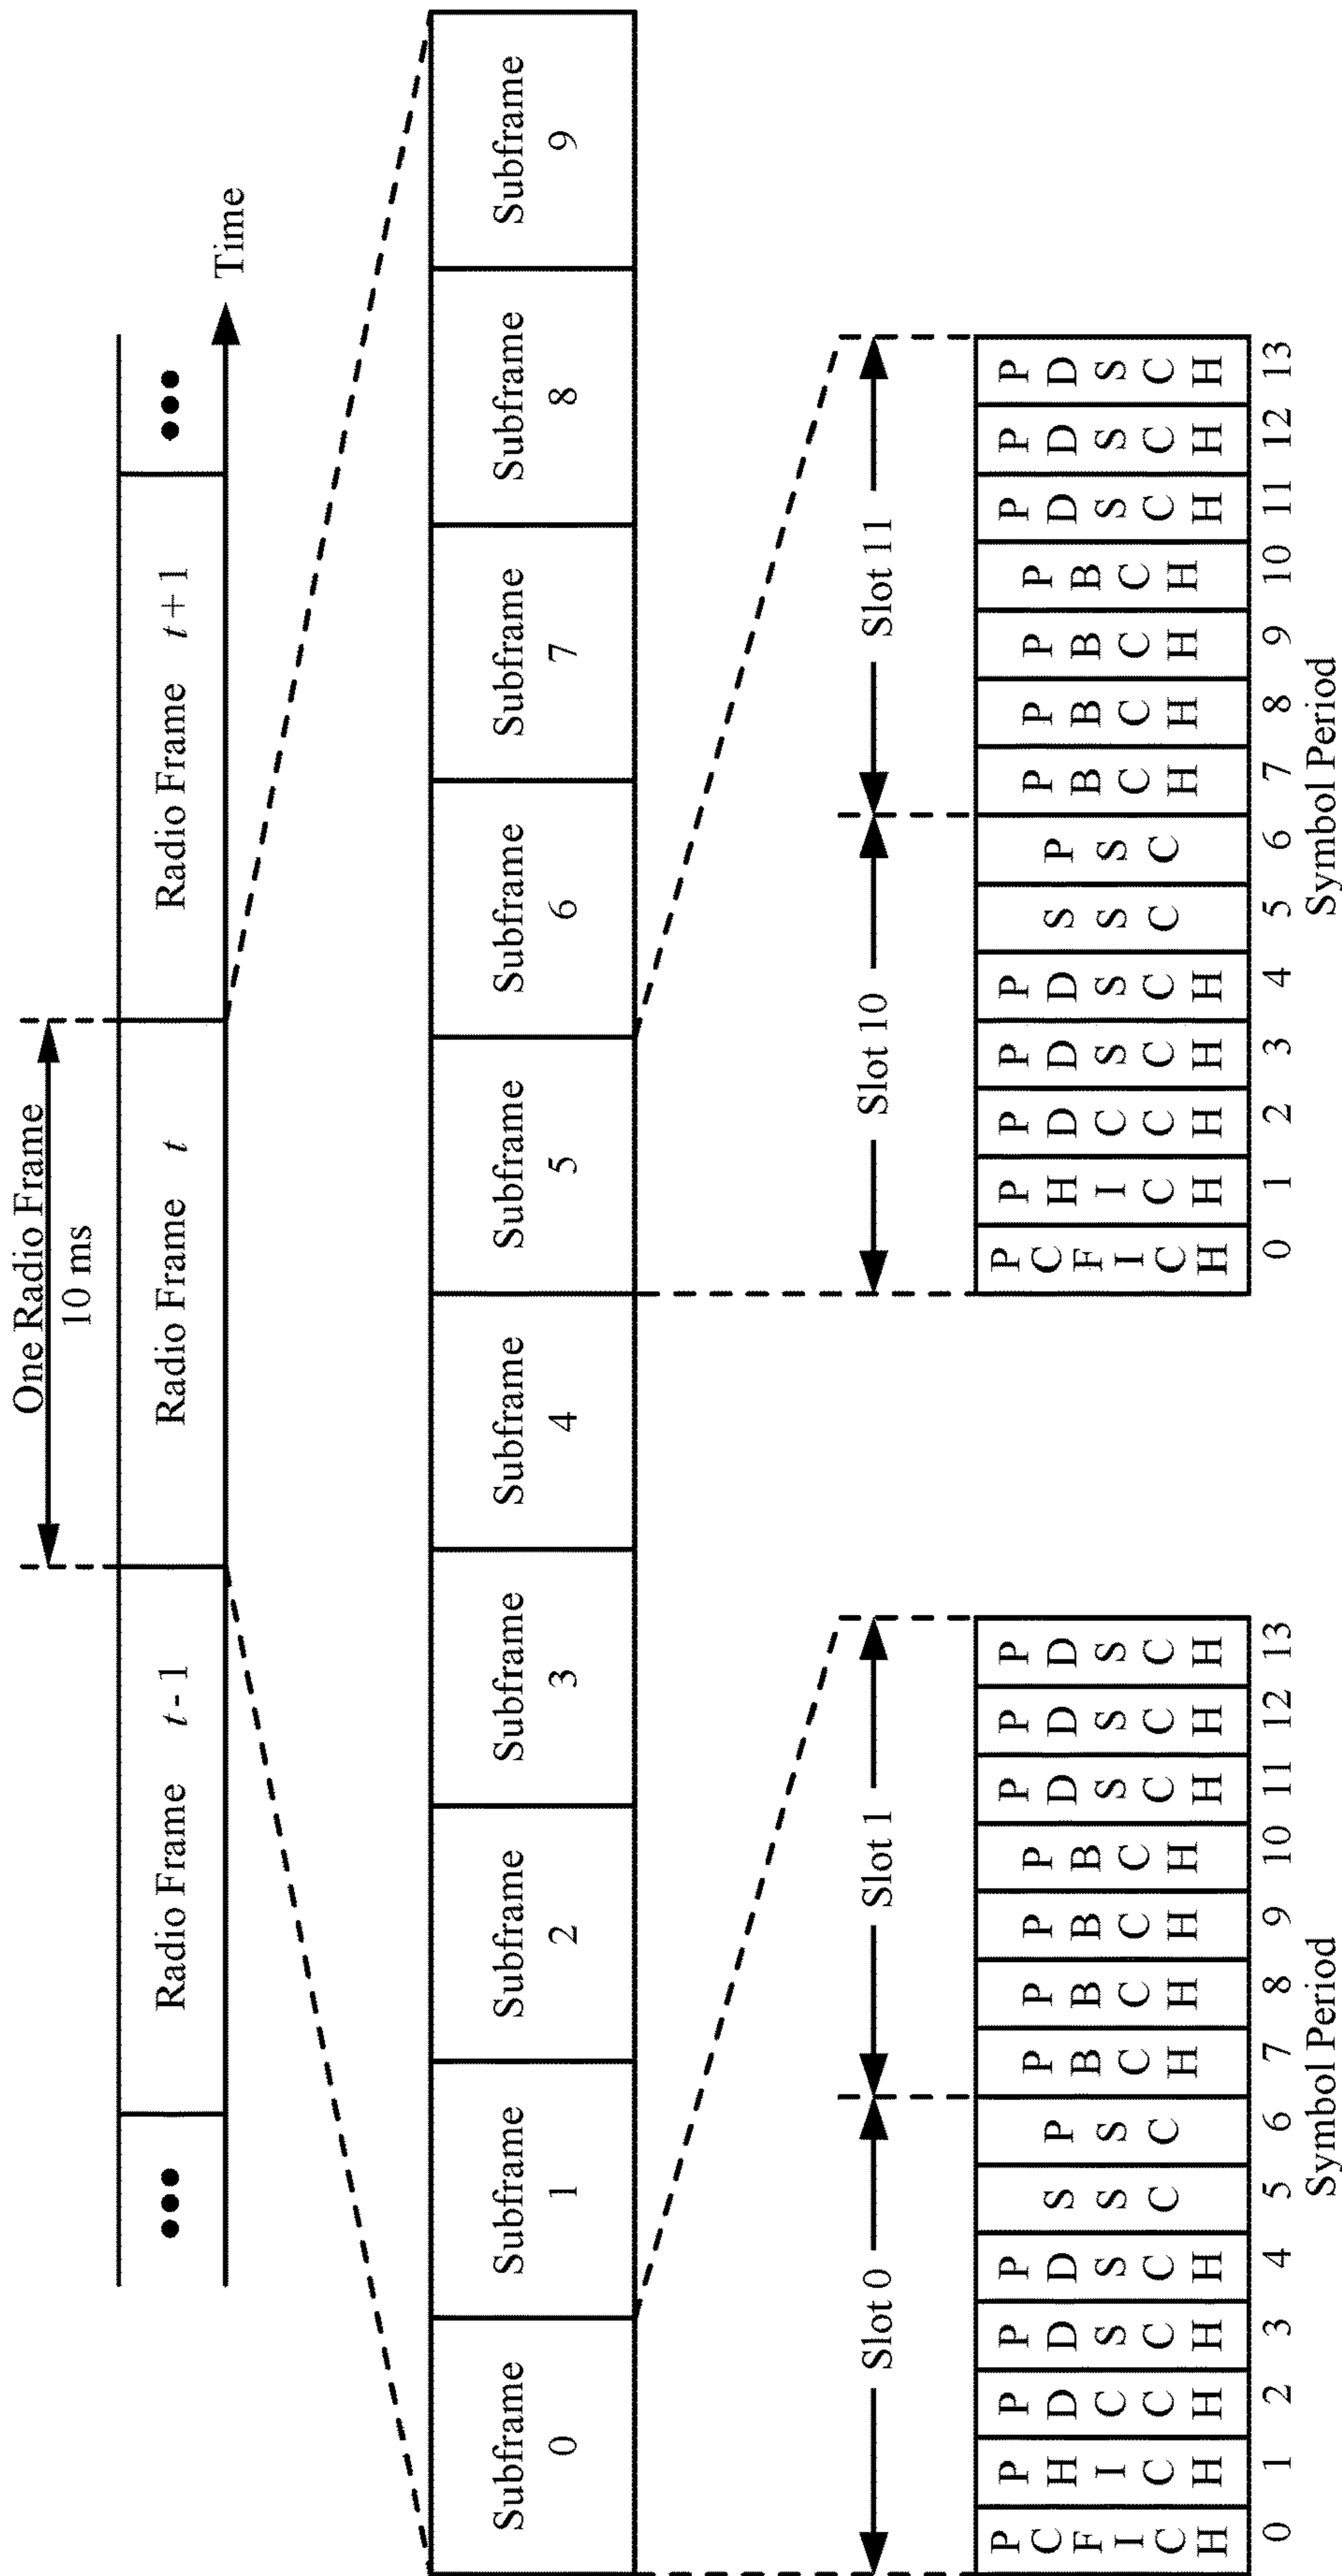 One Radio Frame
10 ms
●●●
Radio Frame t-1
Radio Frame t
Radio Frame t+1
●●●
Time
Subframe
0
Subframe
1
Subframe
2
Subframe
3
Subframe
4
Subframe
5
Subframe
6
Subframe
7
Subframe
8
Subframe
9
Slot 0
Slot 1
PCFICH
PHICH
PDCCH
PDSCH
PDSCH
SSC
PSC
PBCH
PBCH
PBCH
PBCH
PDSCH
PDSCH
PDSCH
0 1 2 3 4 5 6 7 8 9 10 11 12 13
Symbol Period
Slot 10
Slot 11
PCFICH
PHICH
PDCCH
PDSCH
PDSCH
SSC
PSC
PBCH
PBCH
PBCH
PBCH
PDSCH
PDSCH
PDSCH
0 1 2 3 4 5 6 7 8 9 10 11 12 13
Symbol Period